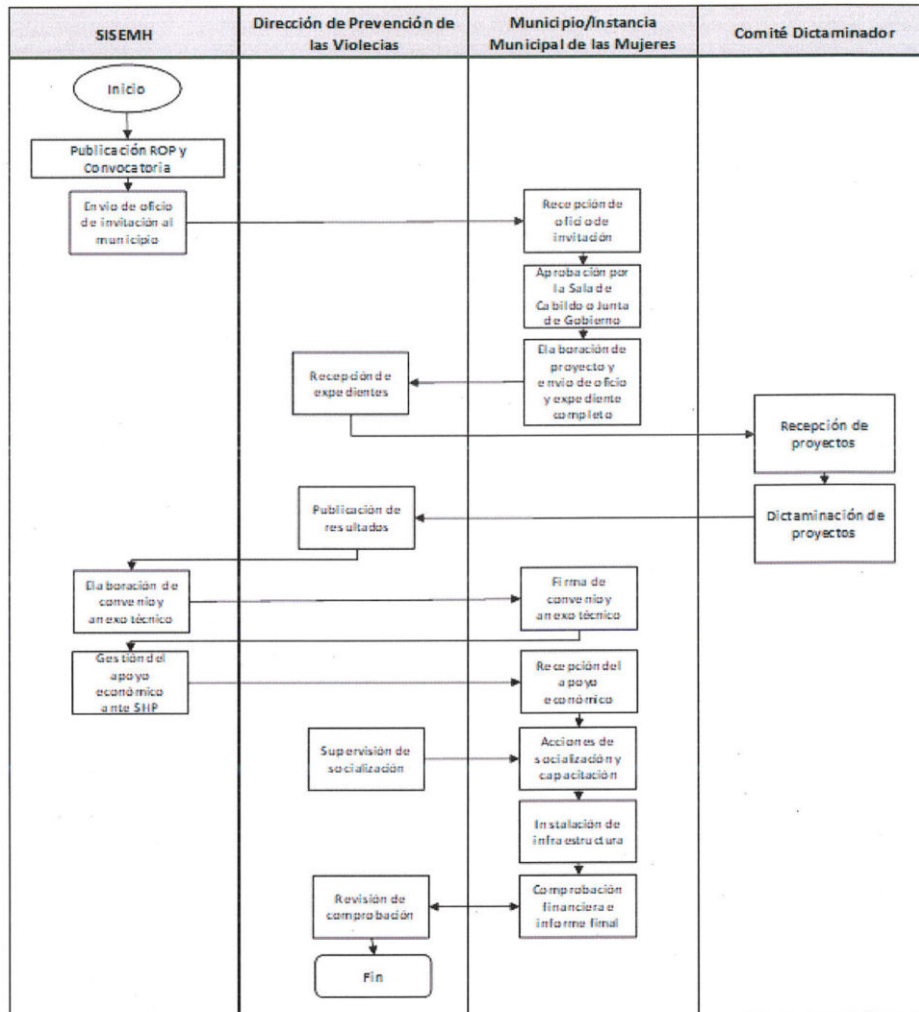 SISEMH
Dirección de Prevención de
las Violecias
Municipio/Instancia
Municipal de las Mujeres
Comité Dictaminador
Inicio
Publicación ROP y
Convocatoria
Envio de oficio
de invitación al
municipio
Recepción de
oficio de
invitación
Aprobación por
la Sala de
Cabildo o Junta
de Gobierno
Elaboración de
proyecto y
envio de oficio
y expediente
completo
Recepción de
expedientes
Recepción de
proyectos
Dictaminación de
proyectos
Publicación de
resultados
Elaboración de
convenio y
anexo técnico
Firma de
convenio y
anexo técnico
Gestión del
apoyo
económico
ante SHP
Recepción del
apoyo
económico
Supervisión de
socialización
Acciones de
socialización y
capacitación
Instalación de
infraestructura
Comprobación
financiera e
informe fimal
Revisión de
comprobación
Fin